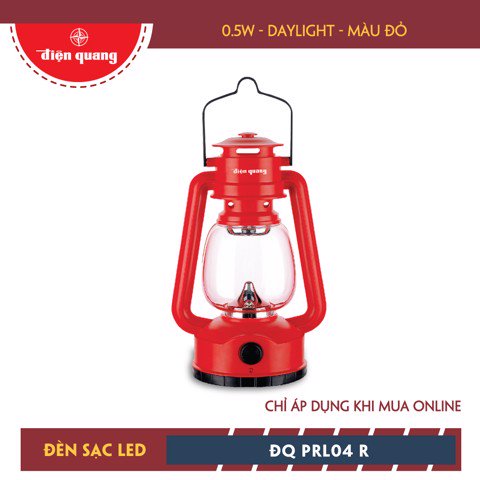 điện quang
0.5W - DAYLIGHT - MÀU ĐỎ
điện quang
CHỈ ÁP DỤNG KHI MUA ONLINE
ĐÈN SẠC LED
ĐQ PRL04 R